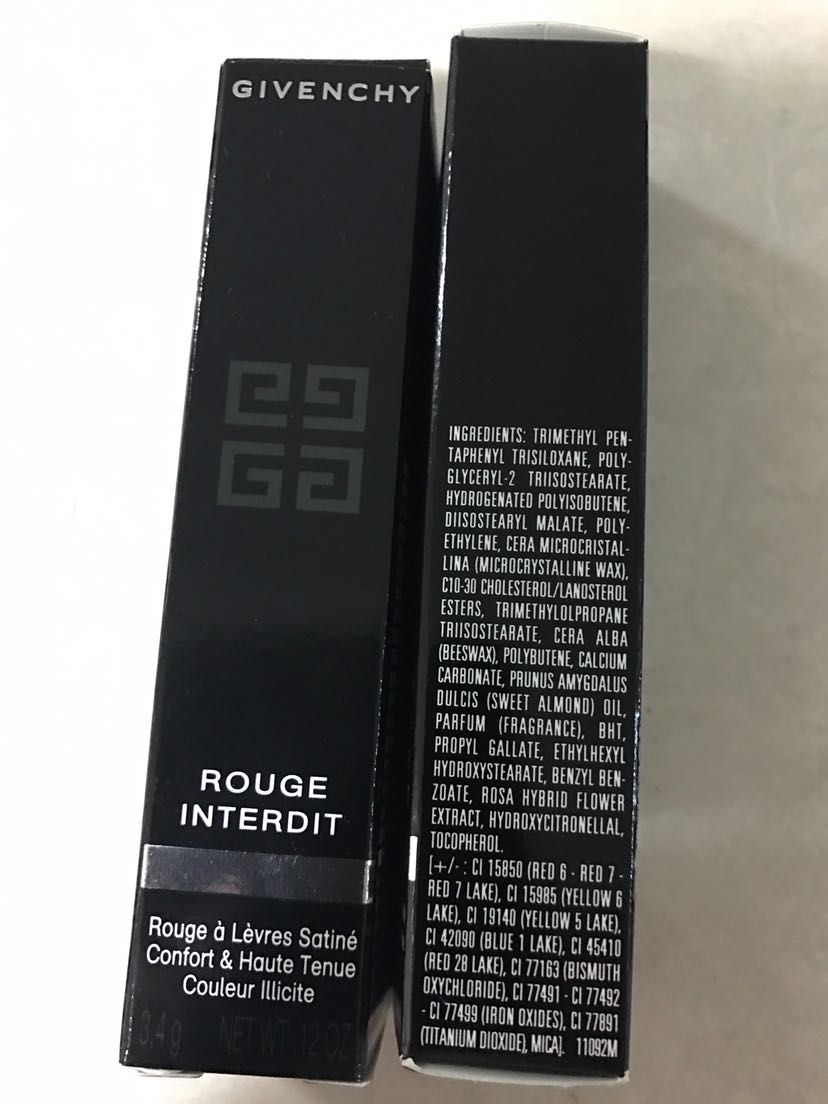 GIVENCHY
ROUGE
INTERDIT
Rouge à Lèvres Satiné
Confort & Haute Tenue
Couleur Illicite
3,4 g NET WT. 12 OZ
INGREDIENTS: TRIMETHYL PEN-
TAPHENYL TRISILOXANE, POLY-
GLYCERYL-2 TRIISOSTEARATE,
HYDROGENATED POLYISOBUTENE,
DIISOSTEARYL MALATE, POLY-
ETHYLENE, CERA MICROCRISTAL-
LINA (MICROCRYSTALLINE WAX),
C10-30 CHOLESTEROL/LANOSTEROL
ESTERS, TRIMETHYLOLPROPANE
TRIISOSTEARATE, CERA ALBA
(BEESWAX), POLYBUTENE, CALCIUM
CARBONATE, PRUNUS AMYGDALUS
DULCIS (SWEET ALMOND) OIL,
PARFUM (FRAGRANCE), BHT,
PROPYL GALLATE, ETHYLHEXYL
HYDROXYSTEARATE, BENZYL BEN-
ZOATE, ROSA HYBRID FLOWER
EXTRACT, HYDROXYCITRONELLAL,
TOCOPHEROL.
[+/- : CI 15850 (RED 6 - RED 7 -
RED 7 LAKE), CI 15985 (YELLOW 6
LAKE), CI 19140 (YELLOW 5 LAKE),
CI 42090 (BLUE 1 LAKE), CI 45410
(RED 28 LAKE), CI 77163 (BISMUTH
OXYCHLORIDE), CI 77491 - CI 77492
- CI 77499 (IRON OXIDES), CI 77891
(TITANIUM DIOXIDE), MICA]. 11092M